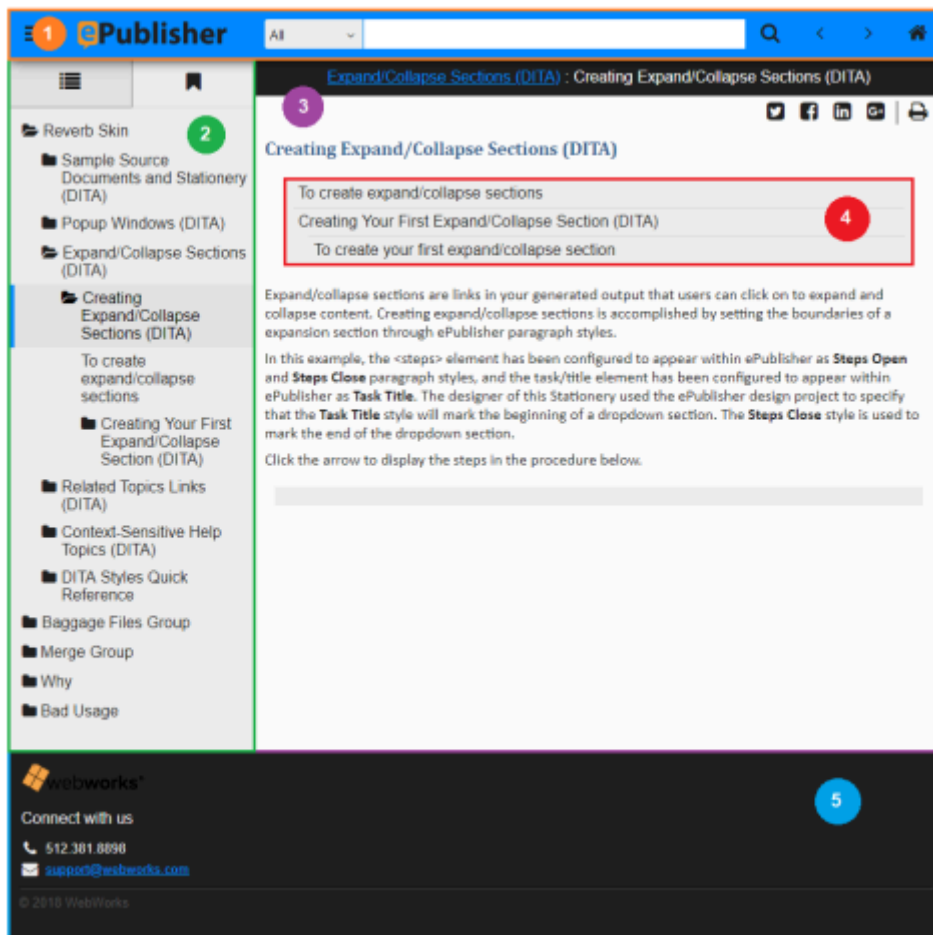 1 ePublisher All
Expand/Collapse Sections (DITA) : Creating Expand/Collapse Sections (DITA)
3
2
Reverb Skin
Sample Source
Documents and Stationery
(DITA)
Popup Windows (DITA)
Expand/Collapse Sections
(DITA)
Creating
Expand/Collapse
Sections (DITA)
To create
expand/collapse
sections
Creating Your First
Expand/Collapse
Section (DITA)
Related Topics Links
(DITA)
Context-Sensitive Help
Topics (DITA)
DITA Styles Quick
Reference
Baggage Files Group
Merge Group
Why
Bad Usage
Creating Expand/Collapse Sections (DITA)
To create expand/collapse sections
Creating Your First Expand/Collapse Section (DITA)
To create your first expand/collapse section
4
Expand/collapse sections are links in your generated output that users can click on to expand and
collapse content. Creating expand/collapse sections is accomplished by setting the boundaries of a
expansion section through ePublisher paragraph styles.
In this example, the <steps> element has been configured to appear within ePublisher as Steps Open
and Steps Close paragraph styles, and the task/title element has been configured to appear within
ePublisher as Task Title. The designer of this Stationery used the ePublisher design project to specify
that the Task Title style will mark the beginning of a dropdown section. The Steps Close style is used to
mark the end of the dropdown section.
Click the arrow to display the steps in the procedure below.
webworks
5
Connect with us
512.381.8898
support@webworks.com
© 2018 WebWorks